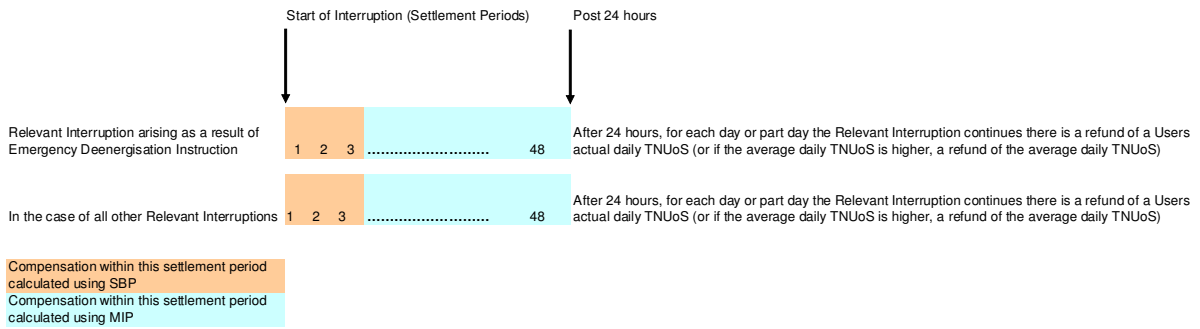 Start of Interruption (Settlement Periods) Post 24 hours
Relevant Interruption arising as a result of
Emergency Deenergisation Instruction
1 2 3 ............................ 48
After 24 hours, for each day or part day the Relevant Interruption continues there is a refund of a Users
actual daily TNUoS (or if the average daily TNUoS is higher, a refund of the average daily TNUoS)
In the case of all other Relevant Interruptions 1 2 3 ............................ 48
After 24 hours, for each day or part day the Relevant Interruption continues there is a refund of a Users
actual daily TNUoS (or if the average daily TNUoS is higher, a refund of the average daily TNUoS)
Compensation within this settlement period
calculated using SBP
Compensation within this settlement period
calculated using MIP